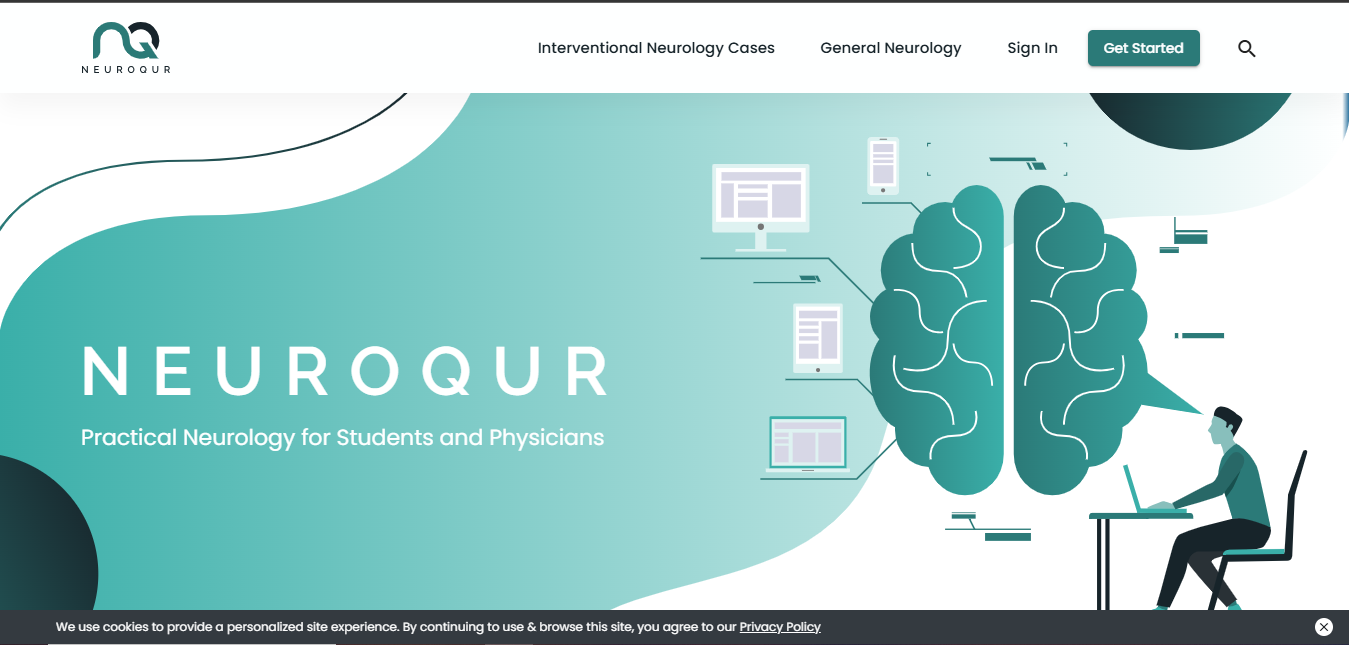 NEUROQUR
Interventional Neurology Cases
General Neurology
Sign In
Get Started
NEUROQUR
Practical Neurology for Students and Physicians
We use cookies to provide a personalized site experience. By continuing to use & browse this site, you agree to our Privacy Policy